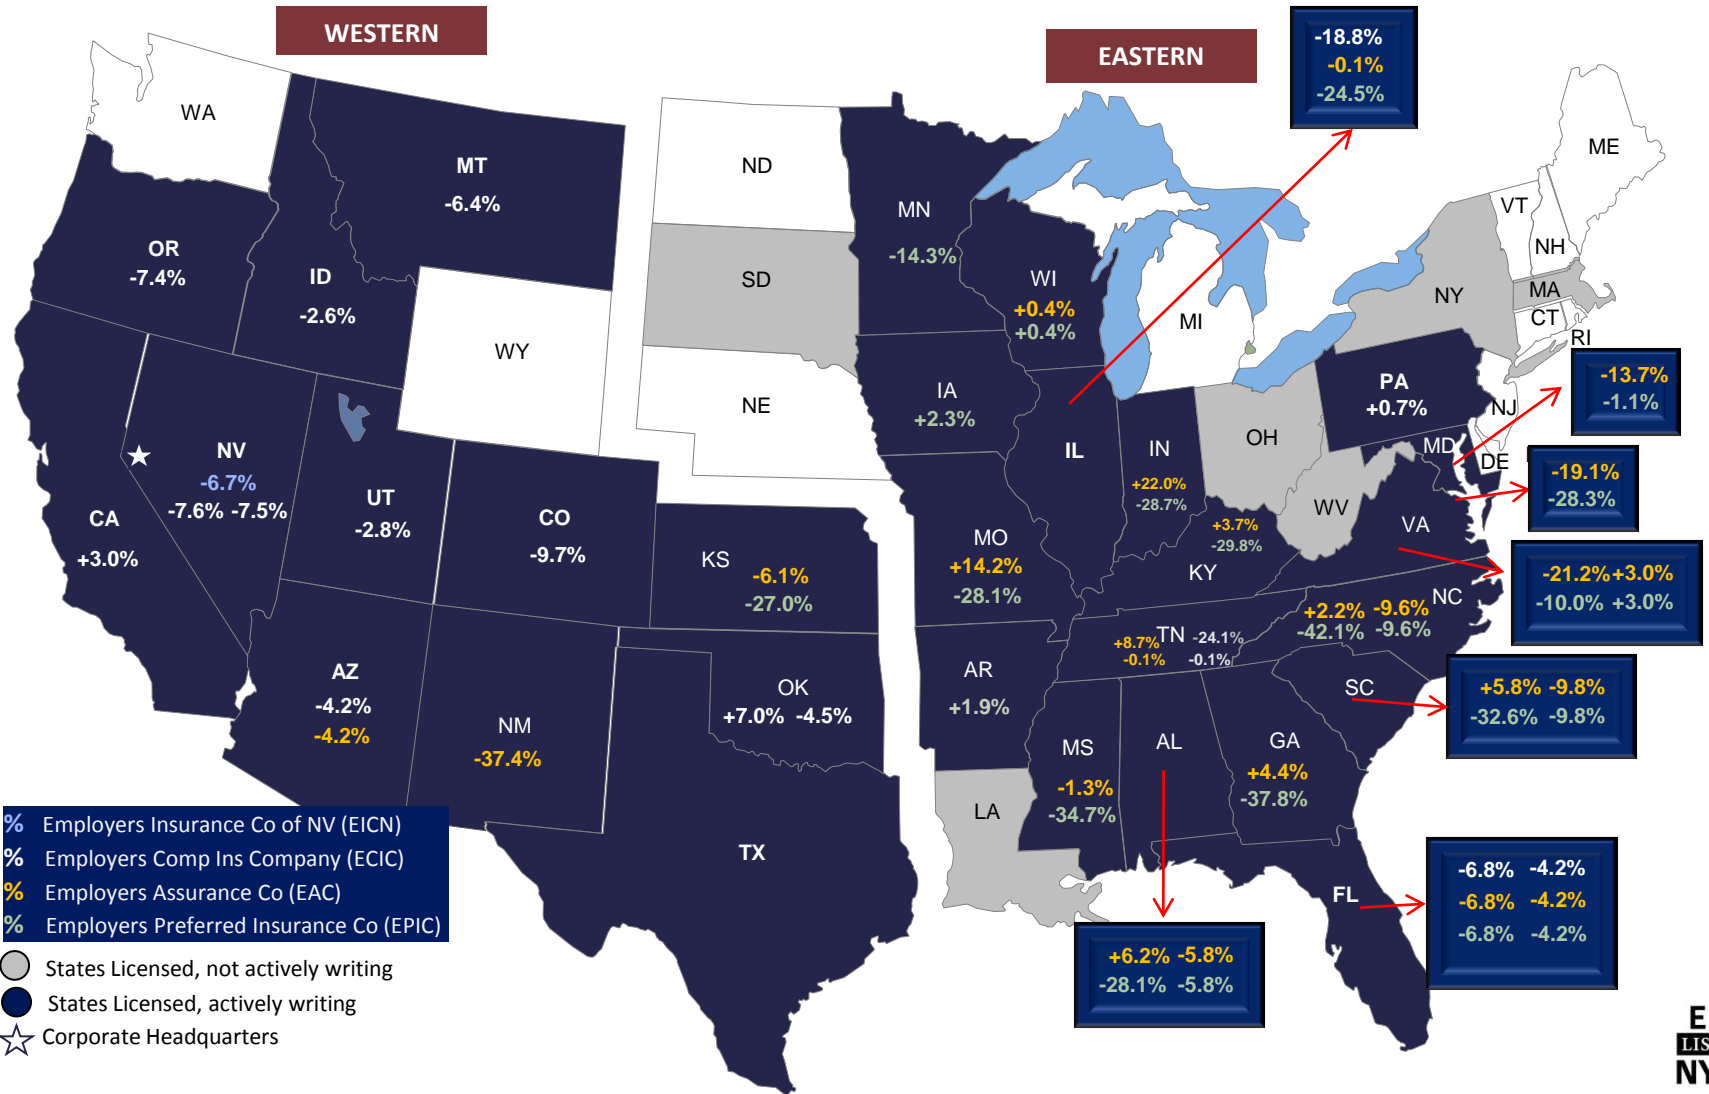 WESTERN
EASTERN
-18.8%
-0.1%
-24.5%
WA
MT
-6.4%
ND
ME
OR
-7.4%
ID
-2.6%
MN
-14.3%
VT
NH
SD
WI
+0.4%
+0.4%
MI
NY
MA
CT
RI
WY
IA
+2.3%
NE
PA
+0.7%
-13.7%
-1.1%
NJ
NV
-6.7%
-7.6% -7.5%
IL
IN
+22.0%
-28.7%
OH
MD
DE
-19.1%
-28.3%
UT
-2.8%
CO
-9.7%
CA
+3.0%
WV
VA
KS
-6.1%
-27.0%
MO
+14.2%
-28.1%
+3.7%
-29.8%
KY
-21.2% +3.0%
-10.0% +3.0%
NC
+2.2% -9.6%
-42.1% -9.6%
TN
+8.7% -24.1%
-0.1% -0.1%
AZ
-4.2%
-4.2%
NM
-37.4%
OK
+7.0% -4.5%
AR
+1.9%
SC
+5.8% -9.8%
-32.6% -9.8%
MS
-1.3%
-34.7%
AL
GA
+4.4%
-37.8%
LA
TX
FL
-6.8% -4.2%
-6.8% -4.2%
-6.8% -4.2%
+6.2% -5.8%
-28.1% -5.8%
% Employers Insurance Co of NV (EICN)
% Employers Comp Ins Company (ECIC)
% Employers Assurance Co (EAC)
% Employers Preferred Insurance Co (EPIC)
States Licensed, not actively writing
States Licensed, actively writing
Corporate Headquarters
E
LIS
NY